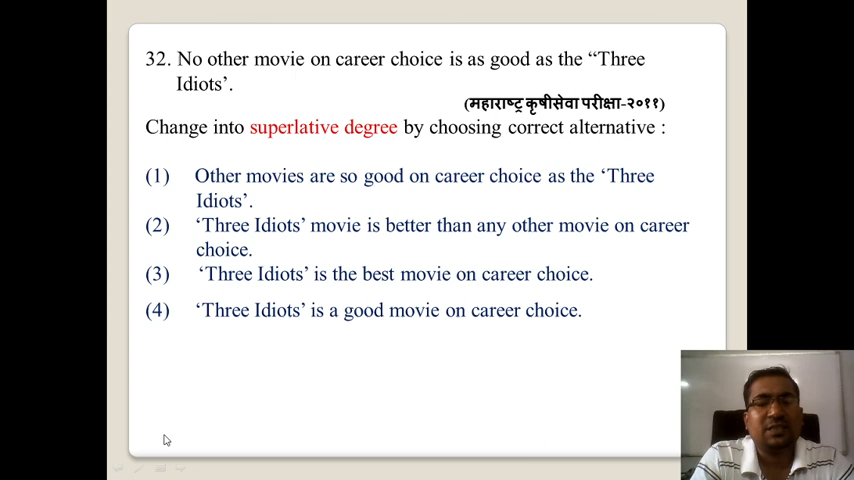 32. No other movie on career choice is as good as the “Three
Idiots’.
(महाराष्ट्र कृषीसेवा परीक्षा-२०११)
Change into superlative degree by choosing correct alternative :
(1) Other movies are so good on career choice as the ‘Three
Idiots’.
(2) ‘Three Idiots’ movie is better than any other movie on career
choice.
(3) ‘Three Idiots’ is the best movie on career choice.
(4) ‘Three Idiots’ is a good movie on career choice.